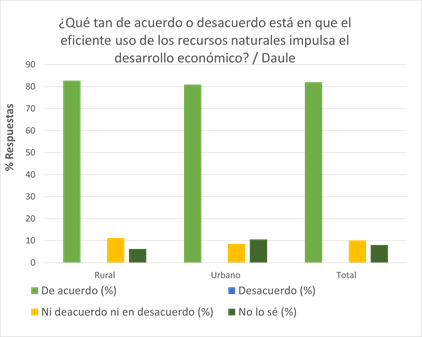 ¿Qué tan de acuerdo o desacuerdo está en que el
eficiente uso de los recursos naturales impulsa el
desarrollo económico? / Daule
% Respuestas
90
80
70
60
50
40
30
20
10
0
Rural Urbano Total
De acuerdo (%) Desacuerdo (%)
Ni deacuerdo ni en desacuerdo (%) No lo sé (%)